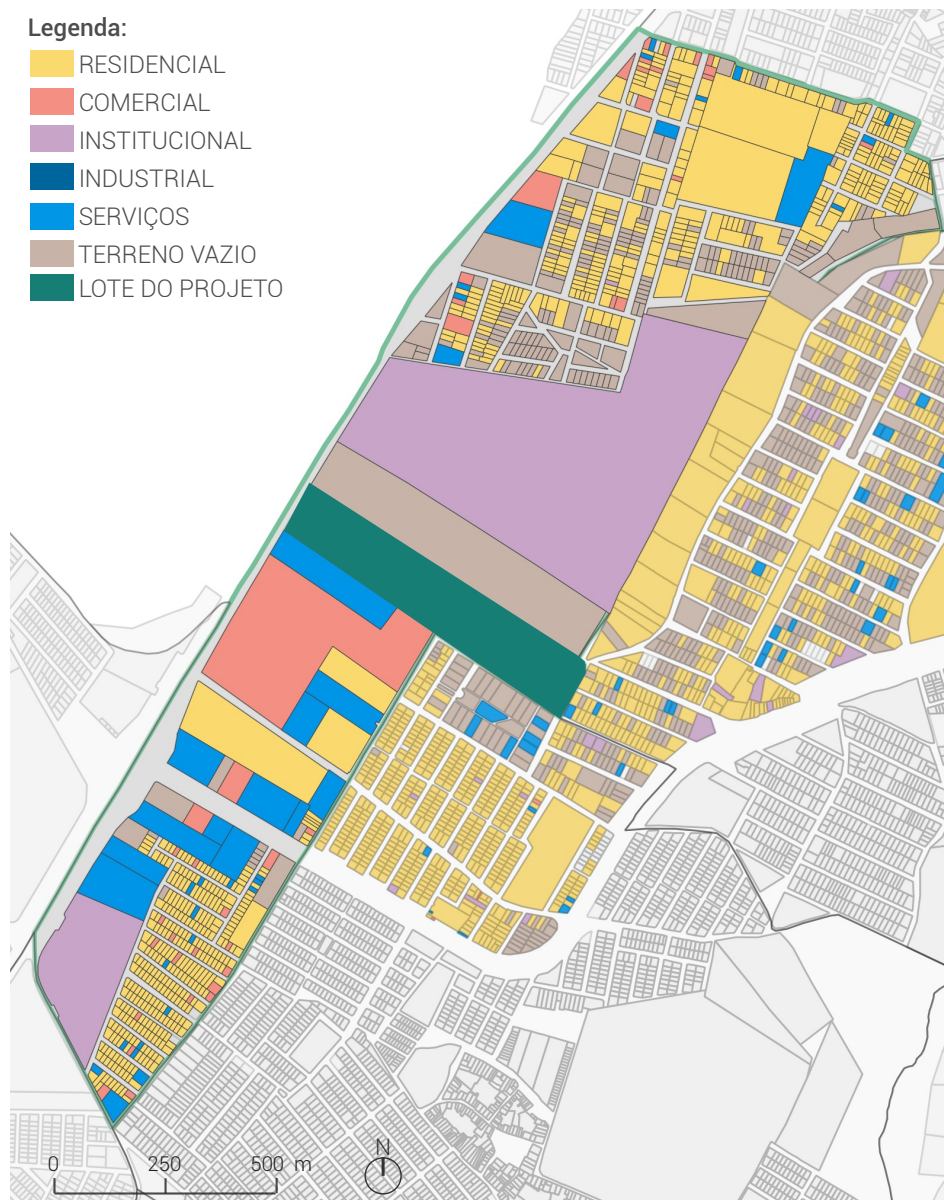 Legenda:
RESIDENCIAL
COMERCIAL
INSTITUCIONAL
INDUSTRIAL
SERVIÇOS
TERRENO VAZIO
LOTE DO PROJETO
0 250 500 m
N